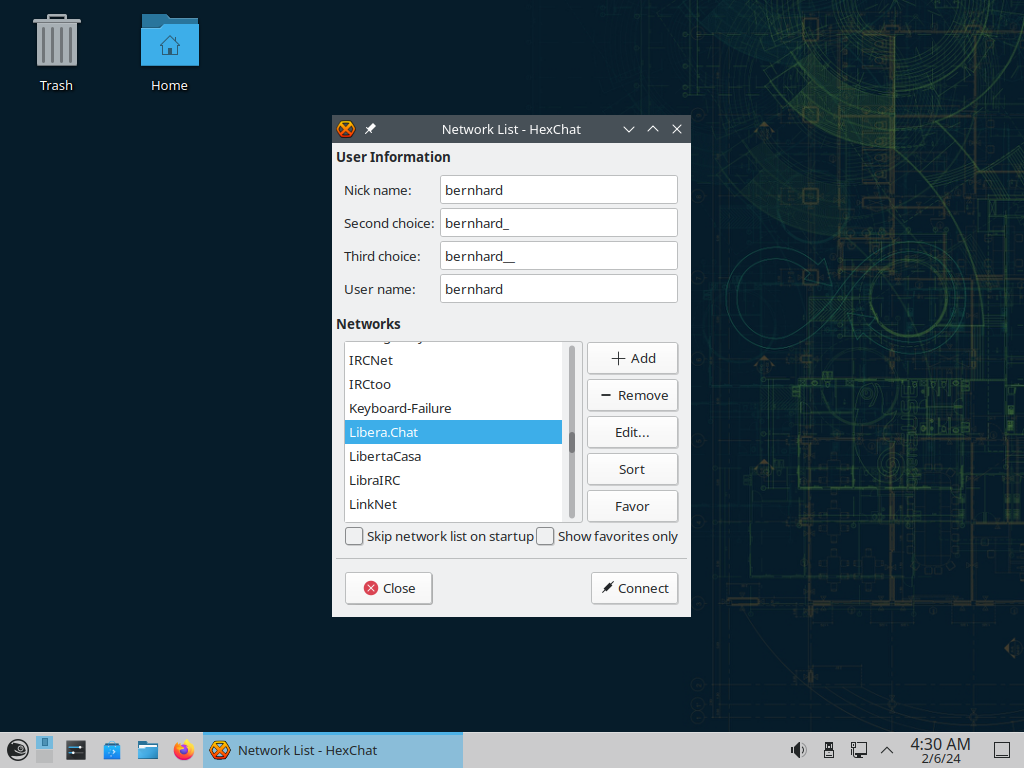 Trash
Home
Network List - HexChat
User Information
Nick name: bernhard
Second choice: bernhard_
Third choice: bernhard__
User name: bernhard
Networks
IRCNet
IRCtoo
Keyboard-Failure
Libera.Chat
LibertaCasa
LibraIRC
LinkNet
Add
Remove
Edit...
Sort
Favor
Skip network list on startup
Show favorites only
Close
Connect
Network List - HexChat
4:30 AM
2/6/24